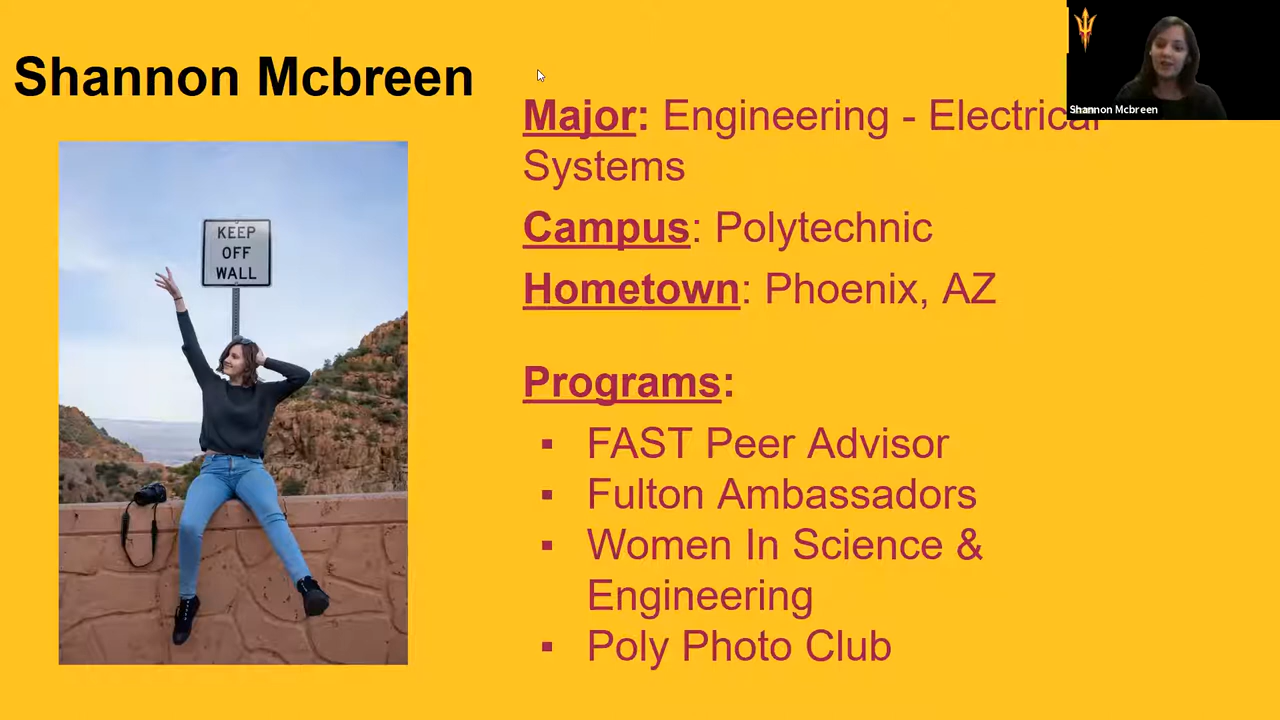 Shannon Mcbreen
KEEP
OFF
WALL
Major: Engineering - Electrical
Systems
Campus: Polytechnic
Hometown: Phoenix, AZ
Programs:
▪ FAST Peer Advisor
▪ Fulton Ambassadors
▪ Women In Science &
Engineering
▪ Poly Photo Club
Shannon Mcbreen